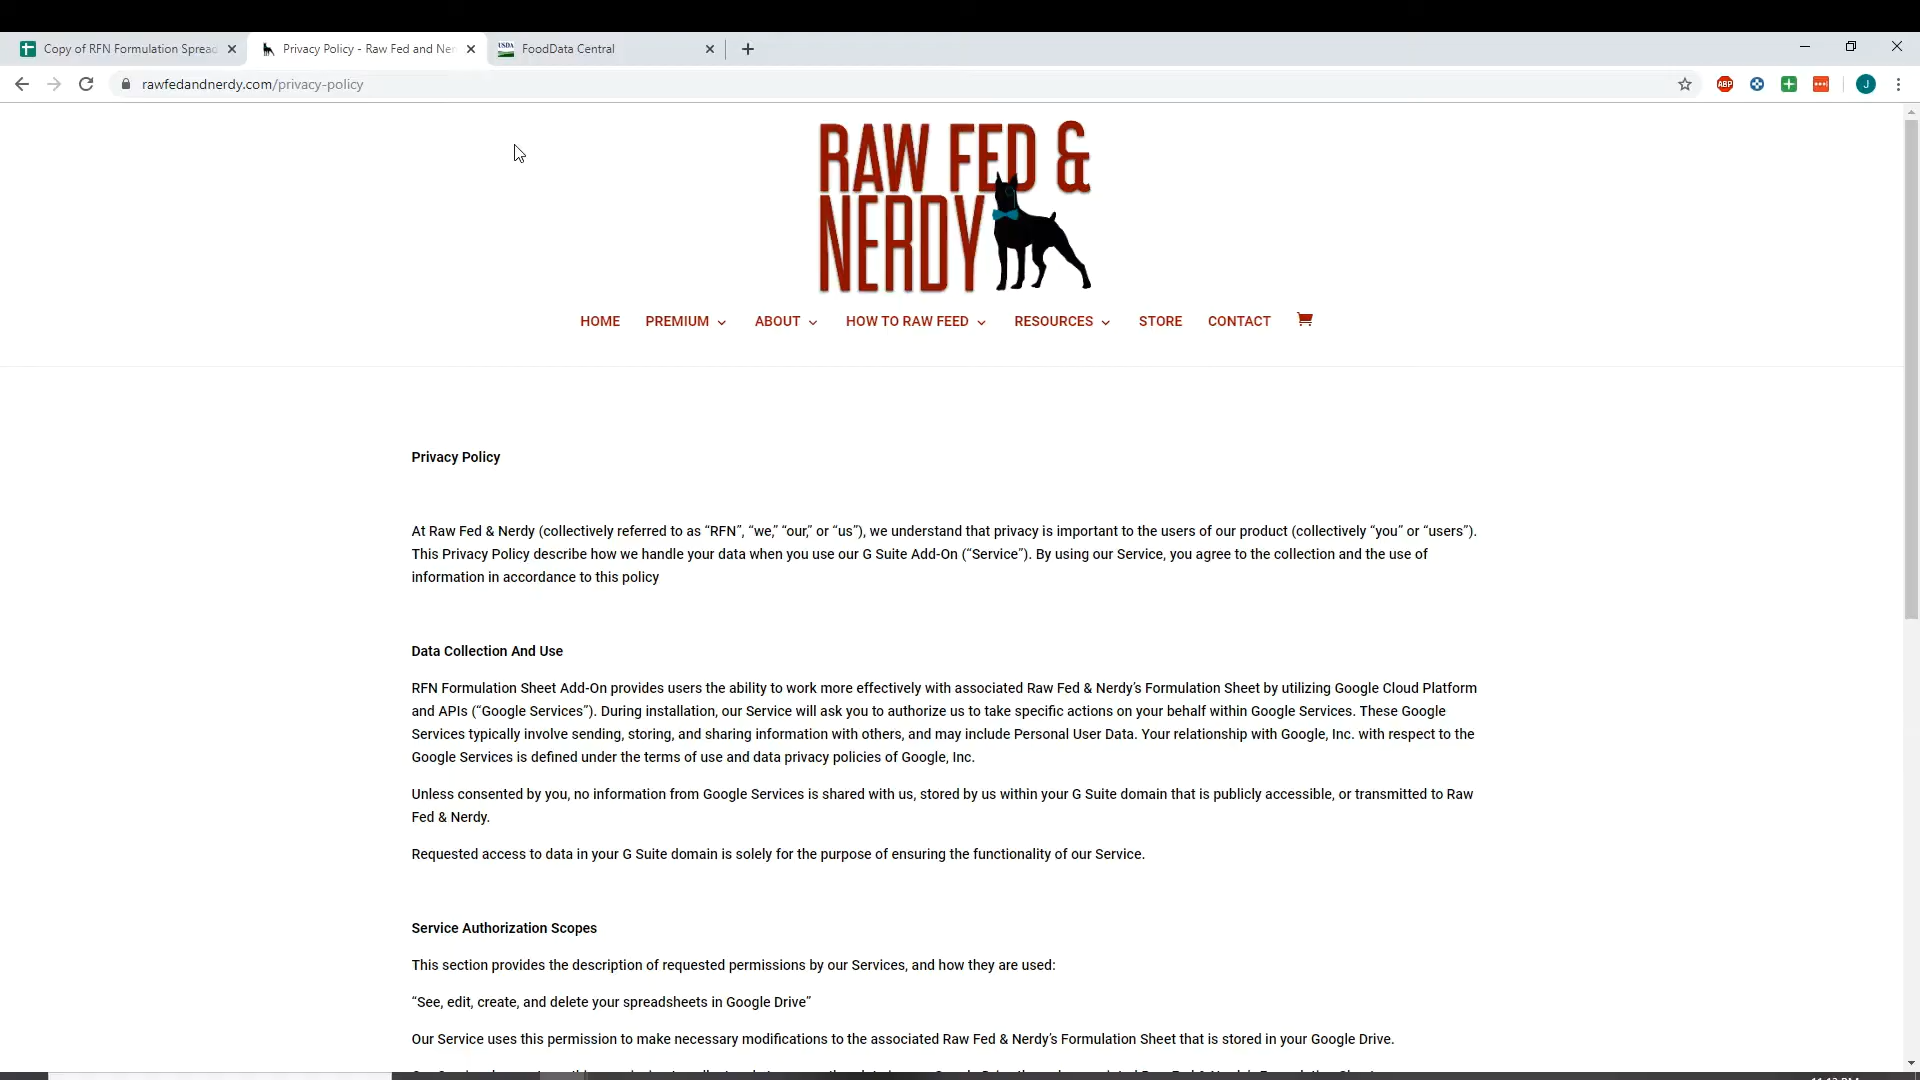 Copy of RFN Formulation Spread
Privacy Policy - Raw Fed and Ner
USDA
FoodData Central
rawfedandnerdy.com/privacy-policy
ABP
J
RAW FED &
NERDY
HOME PREMIUM ABOUT HOW TO RAW FEED RESOURCES STORE CONTACT
Privacy Policy
At Raw Fed & Nerdy (collectively referred to as “RFN”, “we,” “our,” or “us”), we understand that privacy is important to the users of our product (collectively “you” or “users”).
This Privacy Policy describe how we handle your data when you use our G Suite Add-On (“Service”). By using our Service, you agree to the collection and the use of
information in accordance to this policy
Data Collection And Use
RFN Formulation Sheet Add-On provides users the ability to work more effectively with associated Raw Fed & Nerdy’s Formulation Sheet by utilizing Google Cloud Platform
and APIs (“Google Services”). During installation, our Service will ask you to authorize us to take specific actions on your behalf within Google Services. These Google
Services typically involve sending, storing, and sharing information with others, and may include Personal User Data. Your relationship with Google, Inc. with respect to the
Google Services is defined under the terms of use and data privacy policies of Google, Inc.
Unless consented by you, no information from Google Services is shared with us, stored by us within your G Suite domain that is publicly accessible, or transmitted to Raw
Fed & Nerdy.
Requested access to data in your G Suite domain is solely for the purpose of ensuring the functionality of our Service.
Service Authorization Scopes
This section provides the description of requested permissions by our Services, and how they are used:
“See, edit, create, and delete your spreadsheets in Google Drive”
Our Service uses this permission to make necessary modifications to the associated Raw Fed & Nerdy’s Formulation Sheet that is stored in your Google Drive.